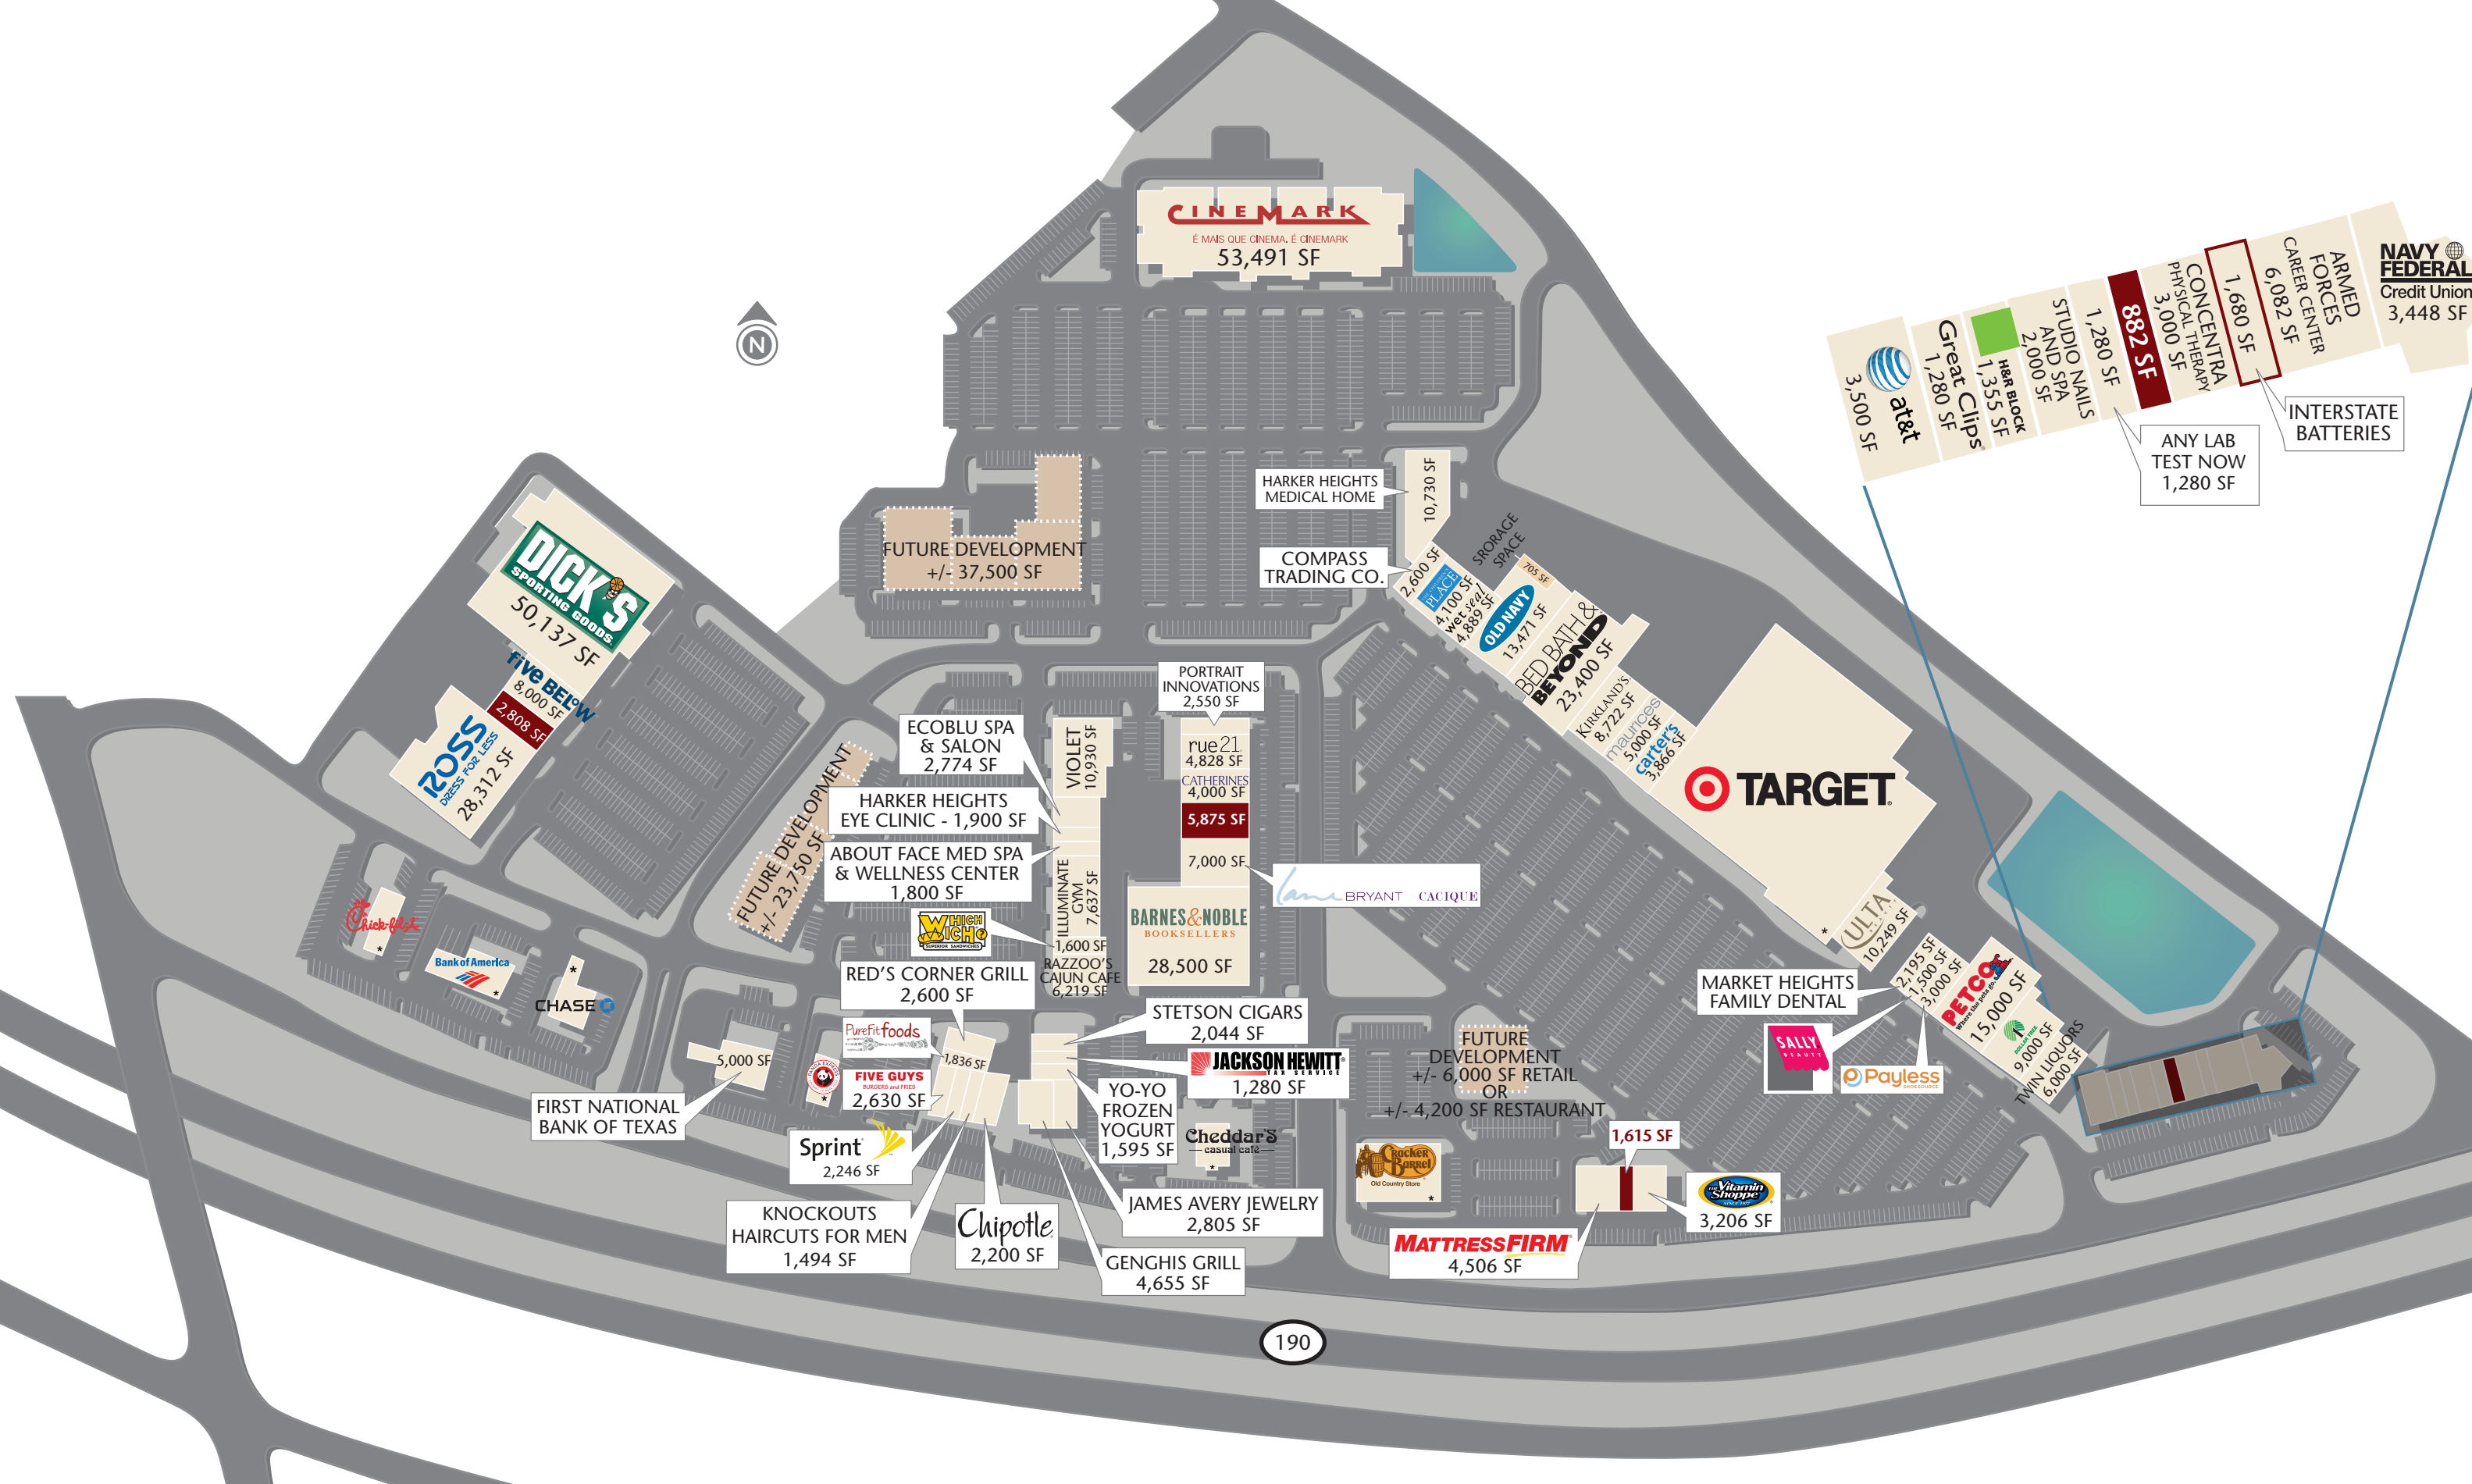 CINEMARK
É MAIS QUE CINEMA. É CINEMARK
53,491 SF
N
NAVY
FEDERAL
Credit Union
3,448 SF
ARMED
FORCES
CAREER CENTER
6,082 SF
1,680 SF
INTERSTATE
BATTERIES
CONCENTRA
PHYSICAL THERAPY
3,000 SF
882 SF
1,280 SF
ANY LAB
TEST NOW
1,280 SF
STUDIO NAILS
AND SPA
2,000 SF
H&R BLOCK
1,355 SF
Great Clips
1,280 SF
at&t
3,500 SF
HARKER HEIGHTS
MEDICAL HOME
10,730 SF
COMPASS
TRADING CO.
2,600 SF
PLACE
4,100 SF
wet seal
4,889 SF
SRORAGE
SPACE
705 SF
OLD NAVY
13,471 SF
BED BATH &
BEYOND
23,400 SF
KIRKLAND'S
8,722 SF
maurices
5,000 SF
carter's
3,866 SF
TARGET
ULTA
10,249 SF
*
FUTURE DEVELOPMENT
+/- 37,500 SF
DICK'S
SPORTING GOODS
50,137 SF
five BEL°W
8,000 SF
2,808 SF
ROSS
DRESS FOR LESS
28,312 SF
FUTURE DEVELOPMENT
+/- 23,750 SF
PORTRAIT
INNOVATIONS
2,550 SF
rue21
4,828 SF
CATHERINES
4,000 SF
5,875 SF
7,000 SF
Lane BRYANT CACIQUE
BARNES&NOBLE
BOOKSELLERS
28,500 SF
ECOBLU SPA
& SALON
2,774 SF
VIOLET
10,930 SF
HARKER HEIGHTS
EYE CLINIC - 1,900 SF
ABOUT FACE MED SPA
& WELLNESS CENTER
1,800 SF
ILLUMINATE
GYM
7,637 SF
WHICH
WICH?
SUPERIOR SANDWICHES
1,600 SF
RAZZOO'S
CAJUN CAFE
6,219 SF
RED'S CORNER GRILL
2,600 SF
Chick-fil-A
*
Bank of America
*
*
CHASE
5,000 SF
FIRST NATIONAL
BANK OF TEXAS
PANDA EXPRESS
*
PureFit foods
1,836 SF
FIVE GUYS
BURGERS and FRIES
2,630 SF
Sprint
2,246 SF
KNOCKOUTS
HAIRCUTS FOR MEN
1,494 SF
Chipotle
2,200 SF
STETSON CIGARS
2,044 SF
JACKSON HEWITT
TAX SERVICE
1,280 SF
YO-YO
FROZEN
YOGURT
1,595 SF
JAMES AVERY JEWELRY
2,805 SF
GENGHIS GRILL
4,655 SF
Cheddar's
casual café
*
FUTURE
DEVELOPMENT
+/- 6,000 SF RETAIL
OR
+/- 4,200 SF RESTAURANT
Cracker
Barrel
Old Country Store
*
1,615 SF
MATTRESSFIRM
4,506 SF
The Vitamin
Shoppe
3,206 SF
MARKET HEIGHTS
FAMILY DENTAL
2,195 SF
SALLY
BEAUTY
1,500 SF
Payless
SHOESOURCE
3,000 SF
PETCO
Where the pets go.
15,000 SF
DOLLAR TREE
9,000 SF
TWIN LIQUORS
6,000 SF
190